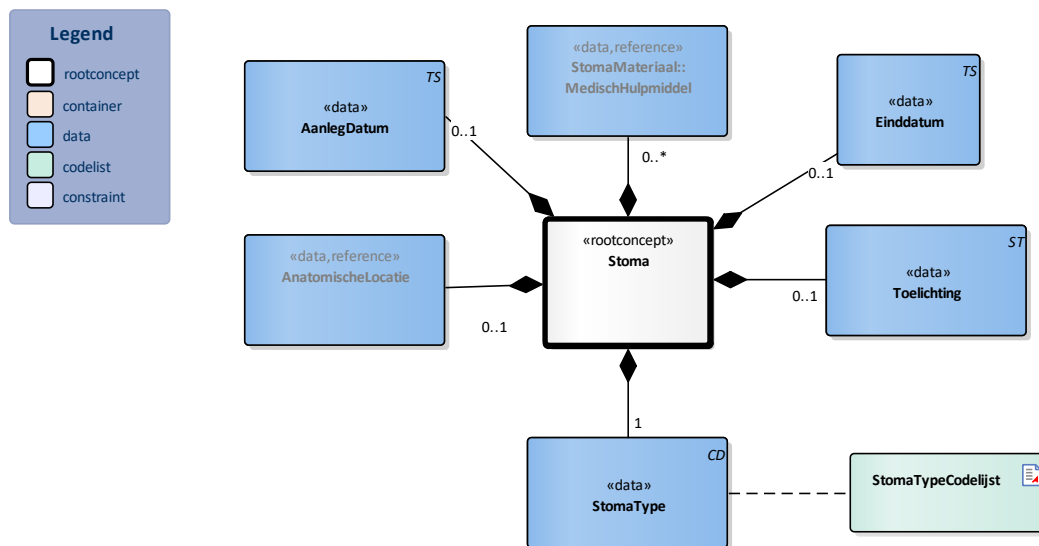 Legend
rootconcept
container
data
codelist
constraint
TS
«data»
AanlegDatum
0..1
«data,reference»
StomaMateriaal::
MedischHulpmiddel
0..*
TS
«data»
Einddatum
0..1
«data,reference»
AnatomischeLocatie
0..1
«rootconcept»
Stoma
ST
«data»
Toelichting
0..1
1
CD
«data»
StomaType
StomaTypeCodelijst